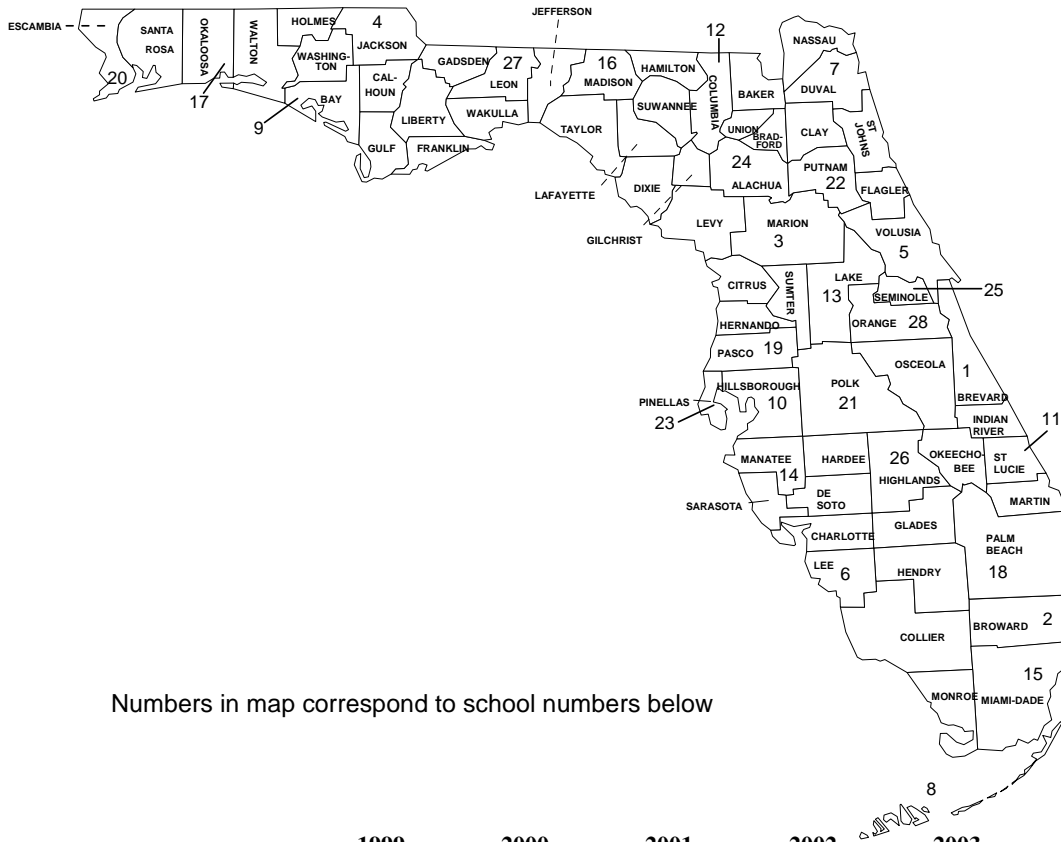 JEFFERSON
ESCAMBIA
SANTA
ROSA
OKALOOSA
WALTON
HOLMES
4
JACKSON
WASHING-
TON
CAL-
HOUN
BAY
20
17
9
GULF
LIBERTY
FRANKLIN
GADSDEN
27
LEON
WAKULLA
16
MADISON
HAMILTON
TAYLOR
SUWANNEE
LAFAYETTE
DIXIE
GILCHRIST
12
COLUMBIA
BAKER
NASSAU
7
DUVAL
UNION
BRAD-
FORD
CLAY
ST
JOHNS
24
ALACHUA
PUTNAM
22
FLAGLER
LEVY
MARION
3
VOLUSIA
5
CITRUS
SUMTER
LAKE
13
SEMINOLE
25
HERNANDO
ORANGE
28
PASCO
19
OSCEOLA
1
BREVARD
PINELLAS
23
HILLSBOROUGH
10
POLK
21
INDIAN
RIVER
11
MANATEE
14
HARDEE
26
HIGHLANDS
OKEECHO-
BEE
ST
LUCIE
SARASOTA
DE
SOTO
MARTIN
CHARLOTTE
GLADES
PALM
BEACH
18
LEE
6
HENDRY
COLLIER
BROWARD
2
15
MONROE
MIAMI-DADE
8
Numbers in map correspond to school numbers below
1999 2000 2001 2002 2003